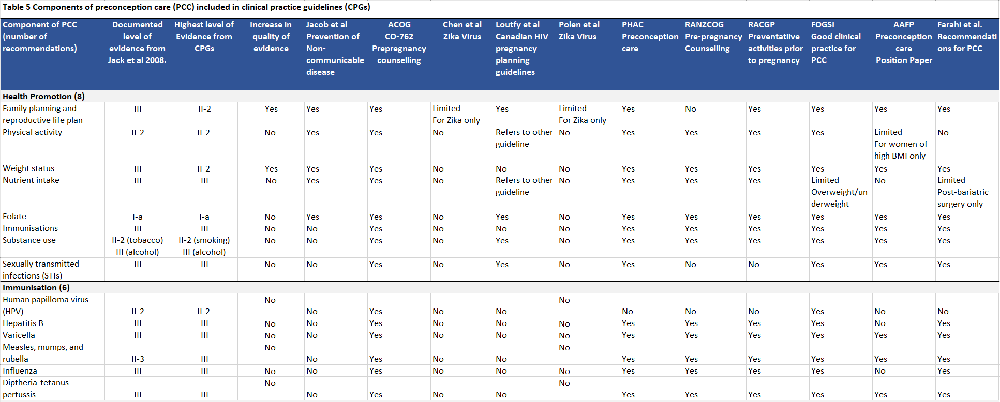 Table 5 Components of preconception care (PCC) included in clinical practice guidelines (CPGs)
Component of PCC (number of recommendations) Documented level of evidence from Jack et al 2008. Highest level of Evidence from CPGs Increase in quality of evidence Jacob et al Prevention of Non-communicable disease ACOG CO-762 Prepregnancy counselling Chen et al Zika Virus Loutfy et al Canadian HIV pregnancy planning guidelines Polen et al Zika Virus PHAC Preconception care RANZCOG Pre-pregnancy Counselling RACGP Preventatiive activities prior to pregnancy FOGSI Good clinical practice for PCC AAFP Preconception care Position Paper Farahi et al. Recommendations for PCC
Health Promotion (8)
Family planning and reproductive life plan III II-2 Yes Yes Yes Limited For Zika only Yes Limited For Zika only Yes No Yes Yes Yes Yes
Physical activity II-2 II-2 No Yes Yes No Refers to other guideline No Yes Yes Yes Yes Limited For women of high BMI only No
Weight status III II-2 Yes Yes Yes No No No Yes Yes Yes Yes Yes Yes
Nutrient intake III III No Yes Yes No Refers to other guideline No Yes Yes Yes Limited Overweight/underweight No Limited Post-bariatric surgery only
Folate I-a I-a No Yes Yes No Yes No Yes Yes Yes Yes Yes Yes
Immunisations III III No No Yes No No No Yes Yes Yes Yes Yes Yes
Substance use II-2 (tobacco) III (alcohol) II-2 (smoking) III (alcohol) No No Yes No Yes No Yes Yes Yes Yes Yes Yes
Sexually transmitted infections (STIs) III III No No Yes No Yes No Yes No No Yes Yes Yes
Immunisation (6)
Human papilloma virus (HPV) II-2 II-2 No No Yes No No No No No No Yes No No
Hepatitis B III III No No Yes No No No Yes Yes Yes Yes No Yes
Varicella III III No No Yes No No No Yes Yes Yes Yes Yes Yes
Measles, mumps, and rubella II-3 III No No Yes No No No Yes Yes Yes Yes Yes Yes
Influenza III III No No Yes No No No Yes Yes Yes Yes No Yes
Diptheria-tetanus-pertussis III III No No Yes No No No Yes Yes Yes Yes Yes Yes